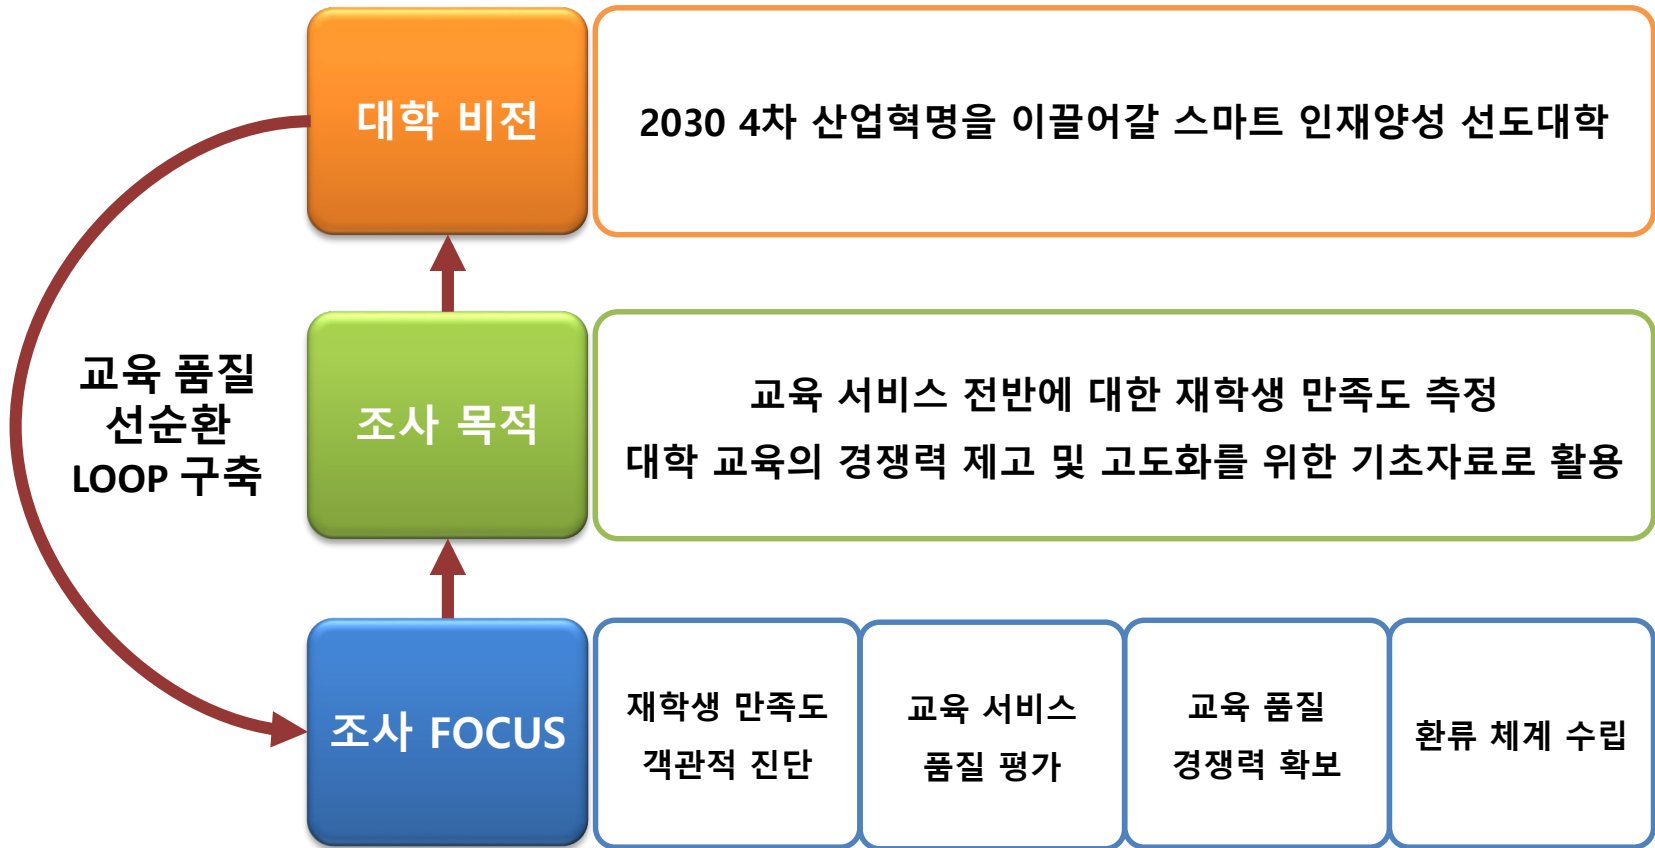 대학 비전
2030 4차 산업혁명을 이끌어갈 스마트 인재양성 선도대학
교육 품질
선순환
LOOP 구축
조사 목적
교육 서비스 전반에 대한 재학생 만족도 측정
대학 교육의 경쟁력 제고 및 고도화를 위한 기초자료로 활용
조사 FOCUS
재학생 만족도
객관적 진단
교육 서비스
품질 평가
교육 품질
경쟁력 확보
환류 체계 수립